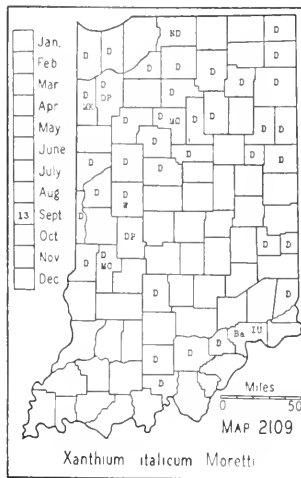 Jan.
Feb
Mar
Apr
May
June
July
Aug
13 Sept
Oct
Nov
Dec
ND
D D D
D D D D
D DP D D D
MK
D D MC D D D
D D D
D D D D
D D
W
D
DP D D
D MC
D D
Ba IU
D D D
D
Miles
0 50
MAP 2109
Xanthium italicum Moretti